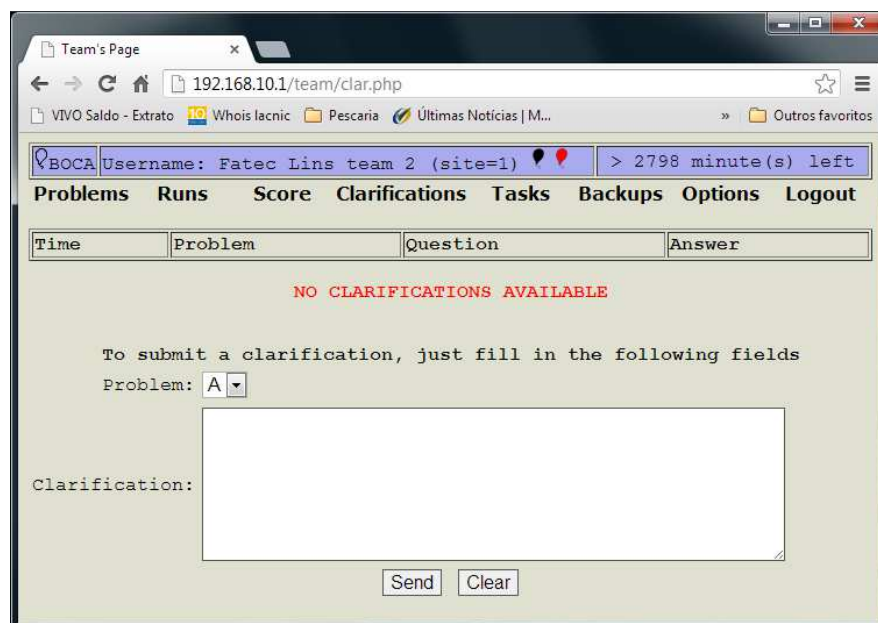 Team's Page
192.168.10.1/team/clar.php
VIVO Saldo - Extrato Whois lacnic Pescaria Últimas Notícias | M... » Outros favoritos
BOCA Username: Fatec Lins team 2 (site=1) > 2798 minute(s) left
Problems Runs Score Clarifications Tasks Backups Options Logout
Time Problem Question Answer
NO CLARIFICATIONS AVAILABLE
To submit a clarification, just fill in the following fields
Problem: A
Clarification:
Send Clear